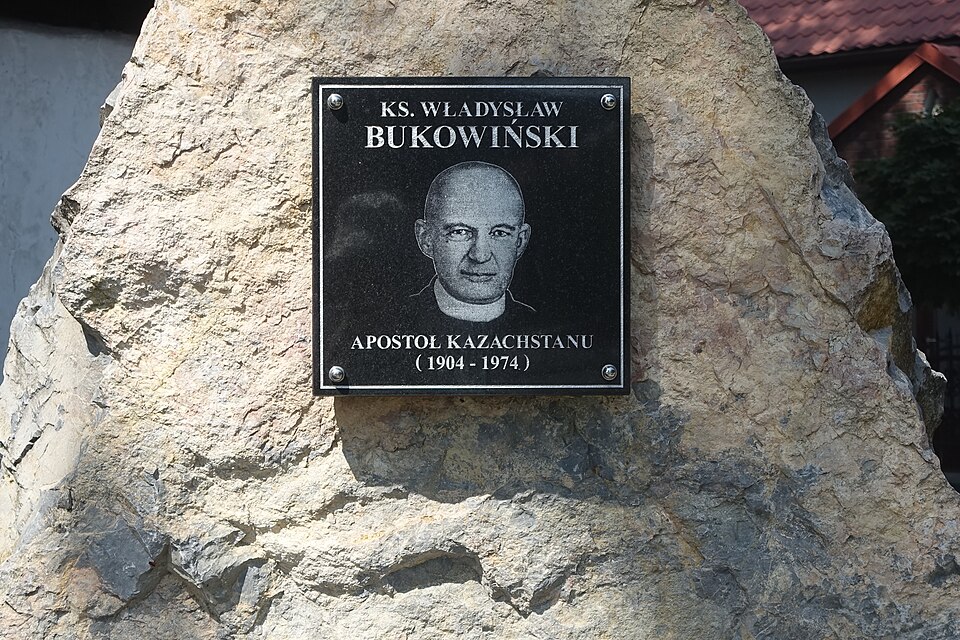 KS. WŁADYSŁAW
BUKOWIŃSKI
APOSTOŁ KAZACHSTANU
( 1904 - 1974 )